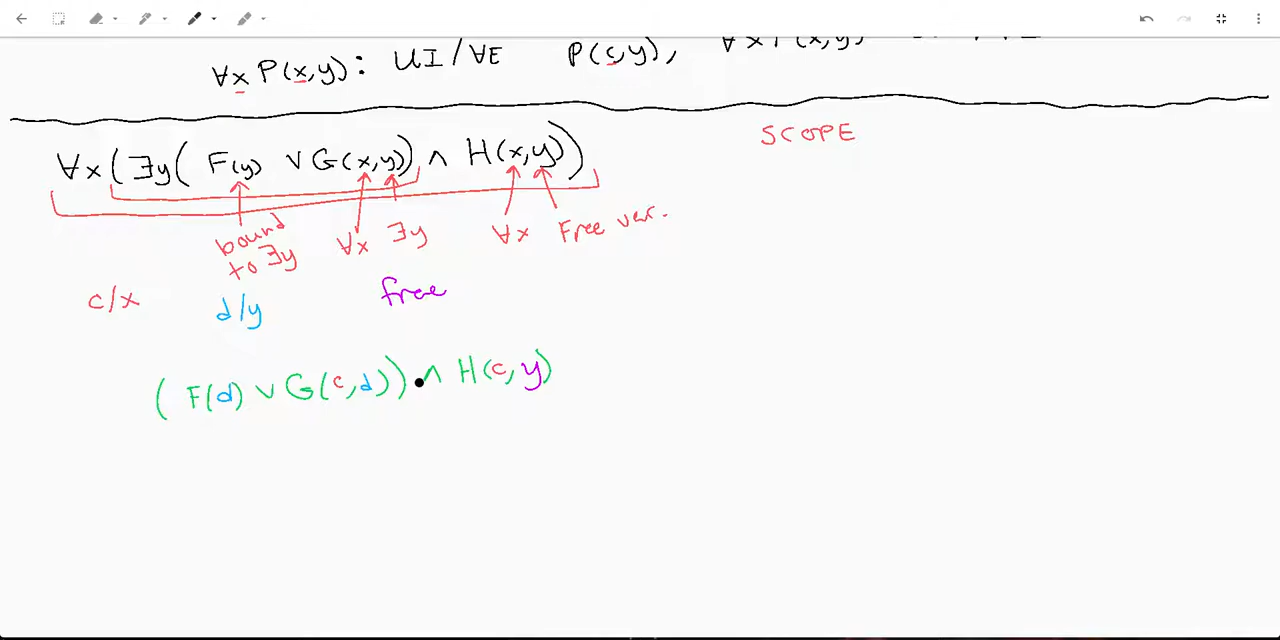 ∀x P(x,y): UI/∀E P(c,y),
SCOPE
∀x(∃y(F(y) ∨ G(x,y)) ∧ H(x,y))
bound to ∃y ∀x ∃y ∀x Free var.
c/x d/y free
(F(d) ∨ G(c,d)) ∧ H(c,y)